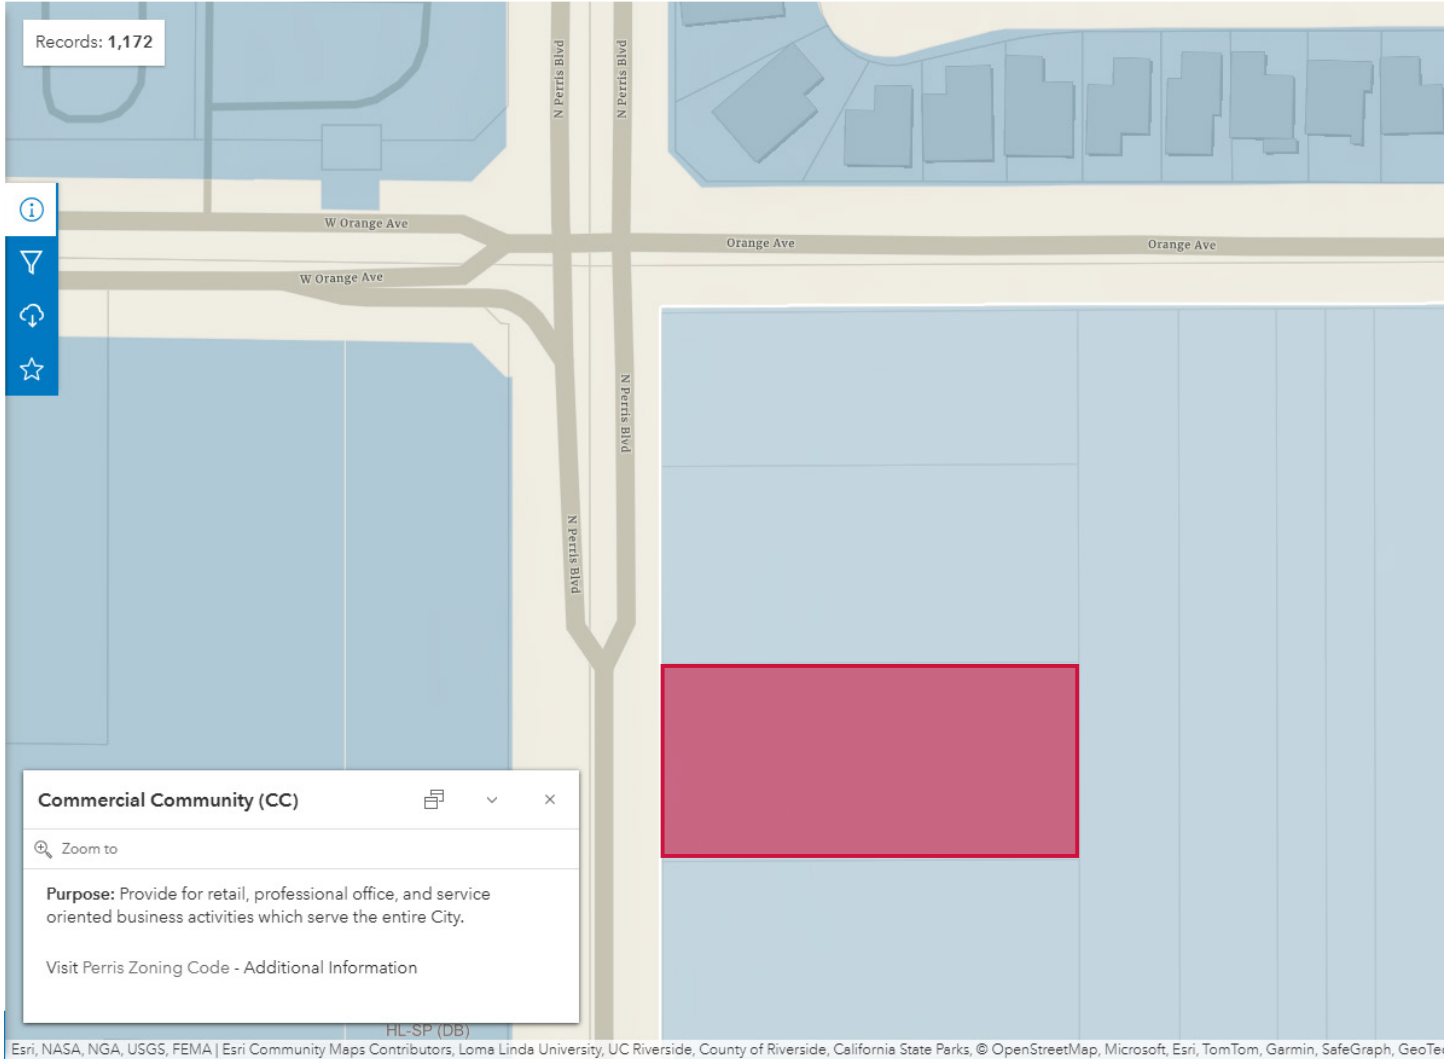 Records: 1,172
N Perris Blvd
N Perris Blvd
W Orange Ave
Orange Ave
Orange Ave
W Orange Ave
N Perris Blvd
N Perris Blvd
Commercial Community (CC)
Zoom to
Purpose: Provide for retail, professional office, and service
oriented business activities which serve the entire City.
Visit Perris Zoning Code - Additional Information
HL-SP (DB)
Esri, NASA, NGA, USGS, FEMA | Esri Community Maps Contributors, Loma Linda University, UC Riverside, County of Riverside, California State Parks, © OpenStreetMap, Microsoft, Esri, TomTom, Garmin, SafeGraph, GeoTe